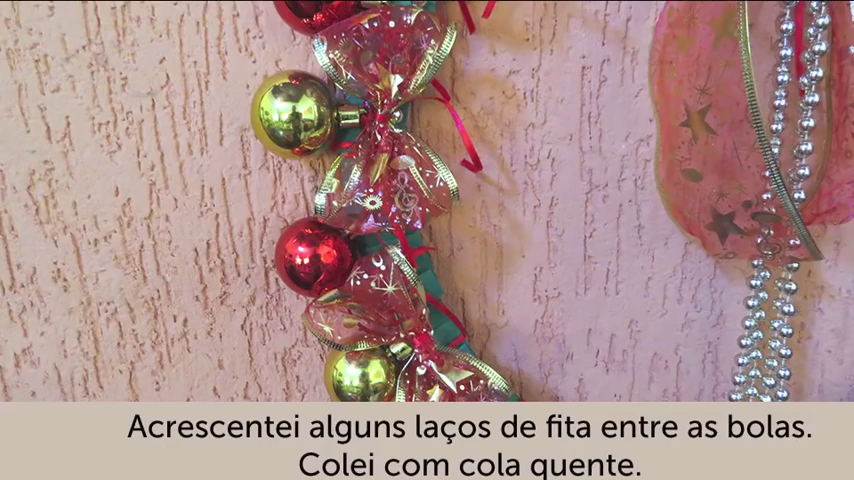 Acrescentei alguns laços de fita entre as bolas.
Colei com cola quente.